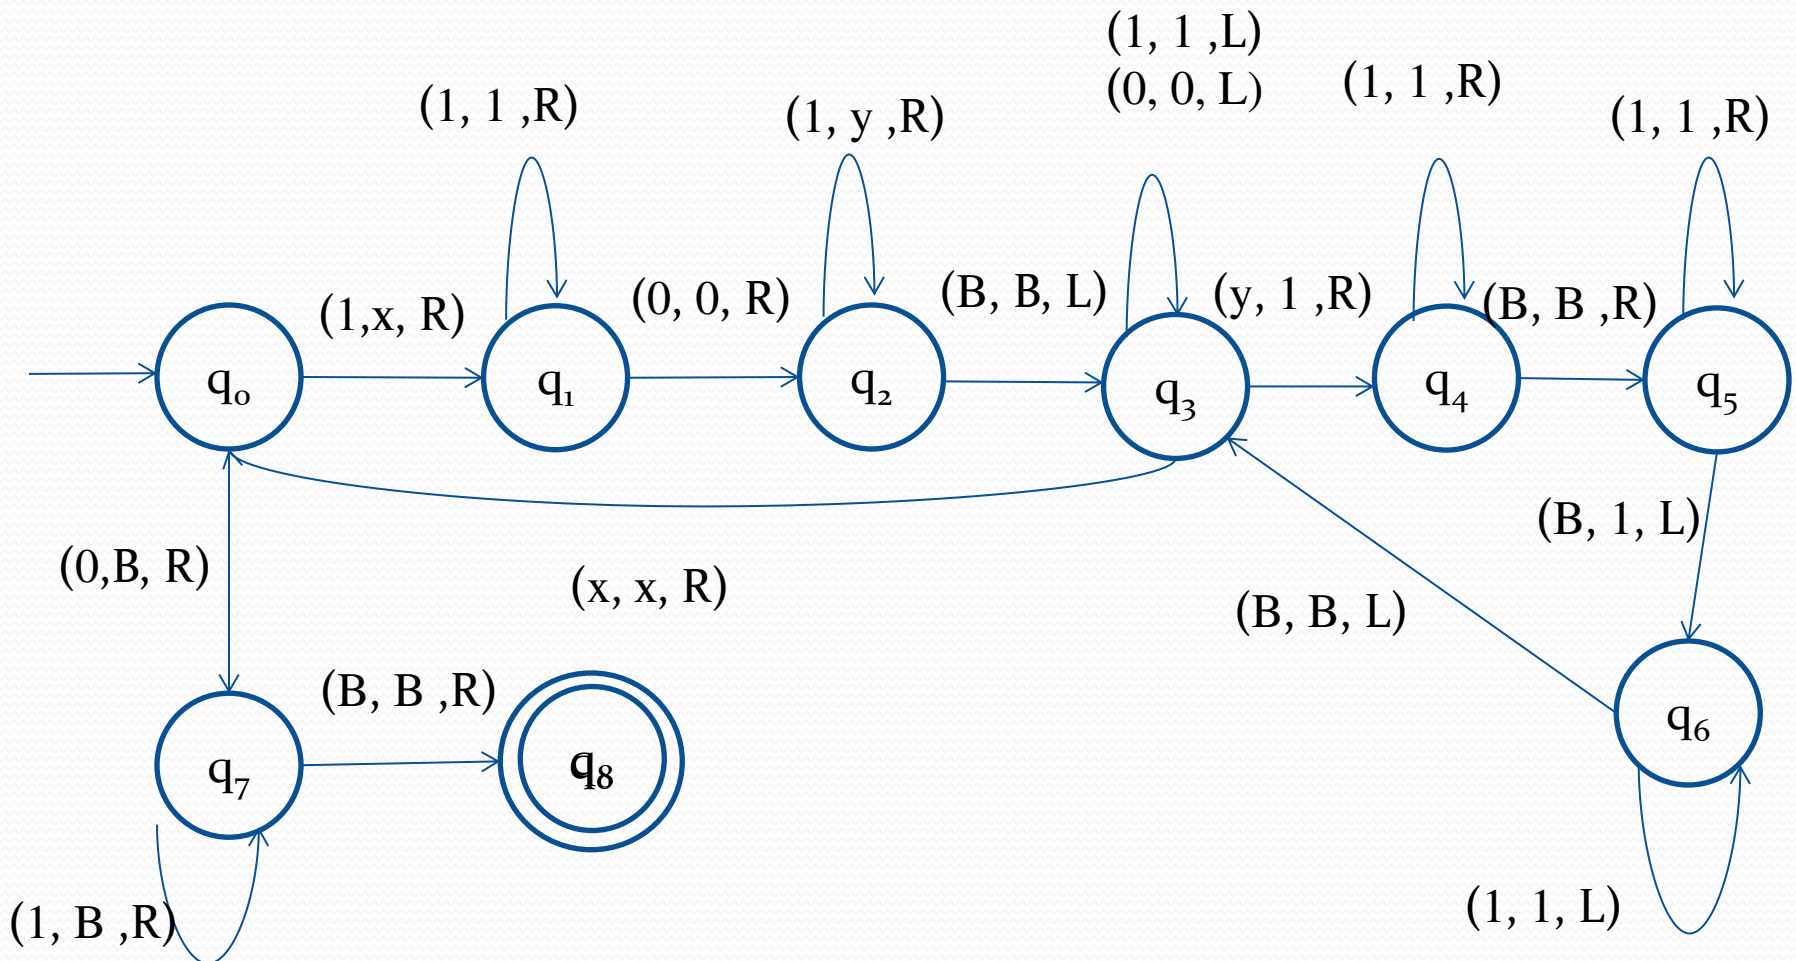 (1, 1 ,L)
(0, 0, L)
(1, 1 ,R)
(1, 1 ,R)
(1, y ,R)
(1, 1 ,R)
(1,x, R)
(0, 0, R)
(B, B, L)
(y, 1 ,R)
(B, B ,R)
q₀
q₁
q₂
q₃
q₄
q₅
(0,B, R)
(x, x, R)
(B, B, L)
(B, 1, L)
(B, B ,R)
q₇
q₈
q₆
(1, B ,R)
(1, 1, L)